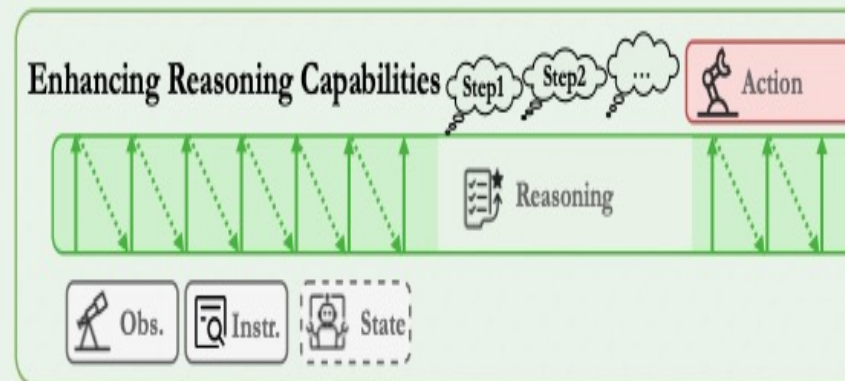 Enhancing Reasoning Capabilities
Step1
Step2
...
Action
Reasoning
Obs.
Instr.
State